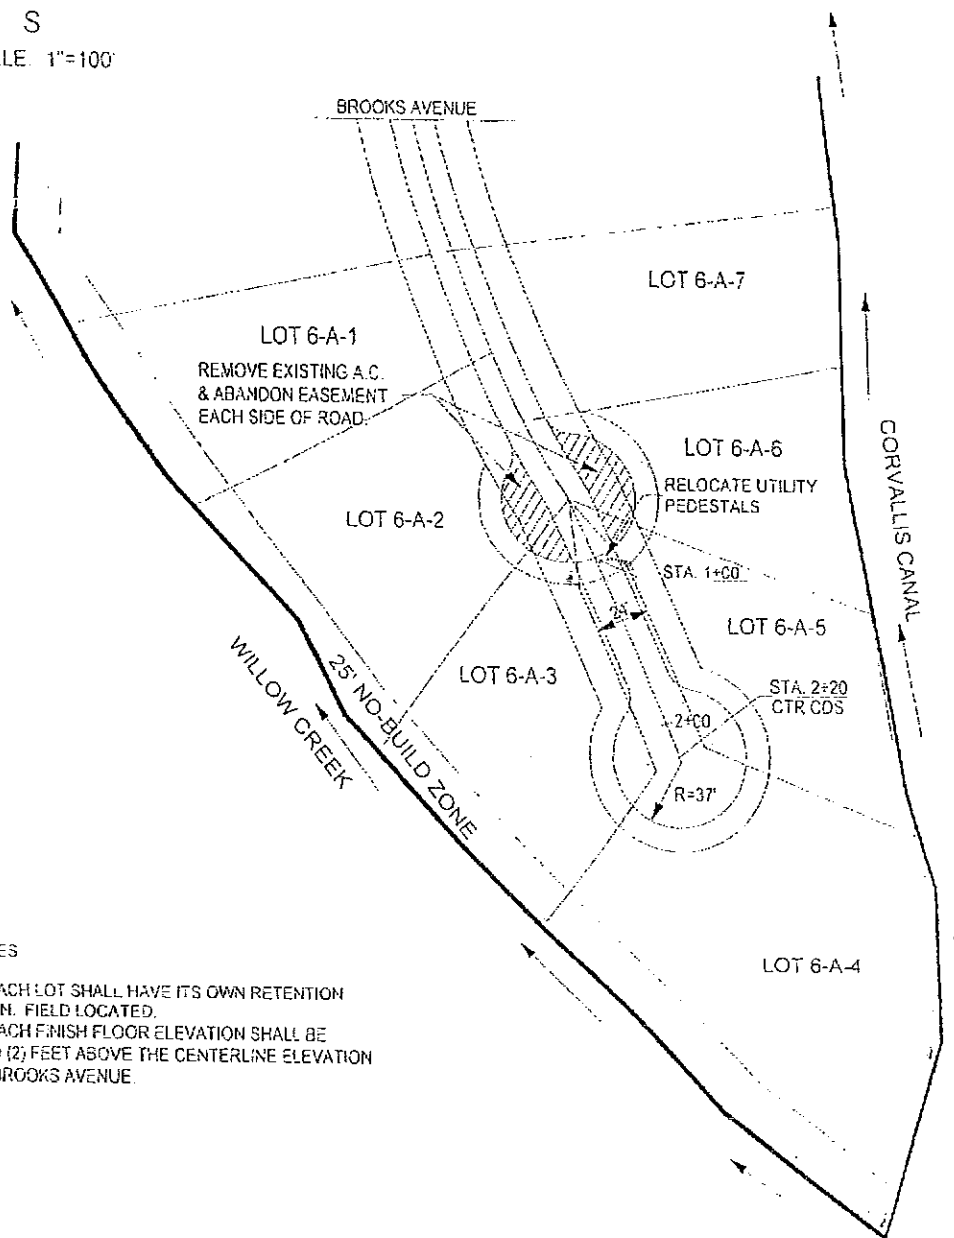 S
LE. 1"=100'
BROOKS AVENUE
LOT 6-A-7
LOT 6-A-1
REMOVE EXISTING A.C.
& ABANDON EASEMENT
EACH SIDE OF ROAD.
LOT 6-A-6
RELOCATE UTILITY
PEDESTALS
CORVALLIS CANAL
LOT 6-A-2
STA. 1+00
24'
LOT 6-A-5
LOT 6-A-3
WILLOW CREEK
25' NO-BUILD ZONE
STA. 2+20
CTR CDS
2+00
R=37'
LOT 6-A-4
ES
ACH LOT SHALL HAVE ITS OWN RETENTION
N. FIELD LOCATED.
ACH FINISH FLOOR ELEVATION SHALL BE
(2) FEET ABOVE THE CENTERLINE ELEVATION
BROOKS AVENUE.